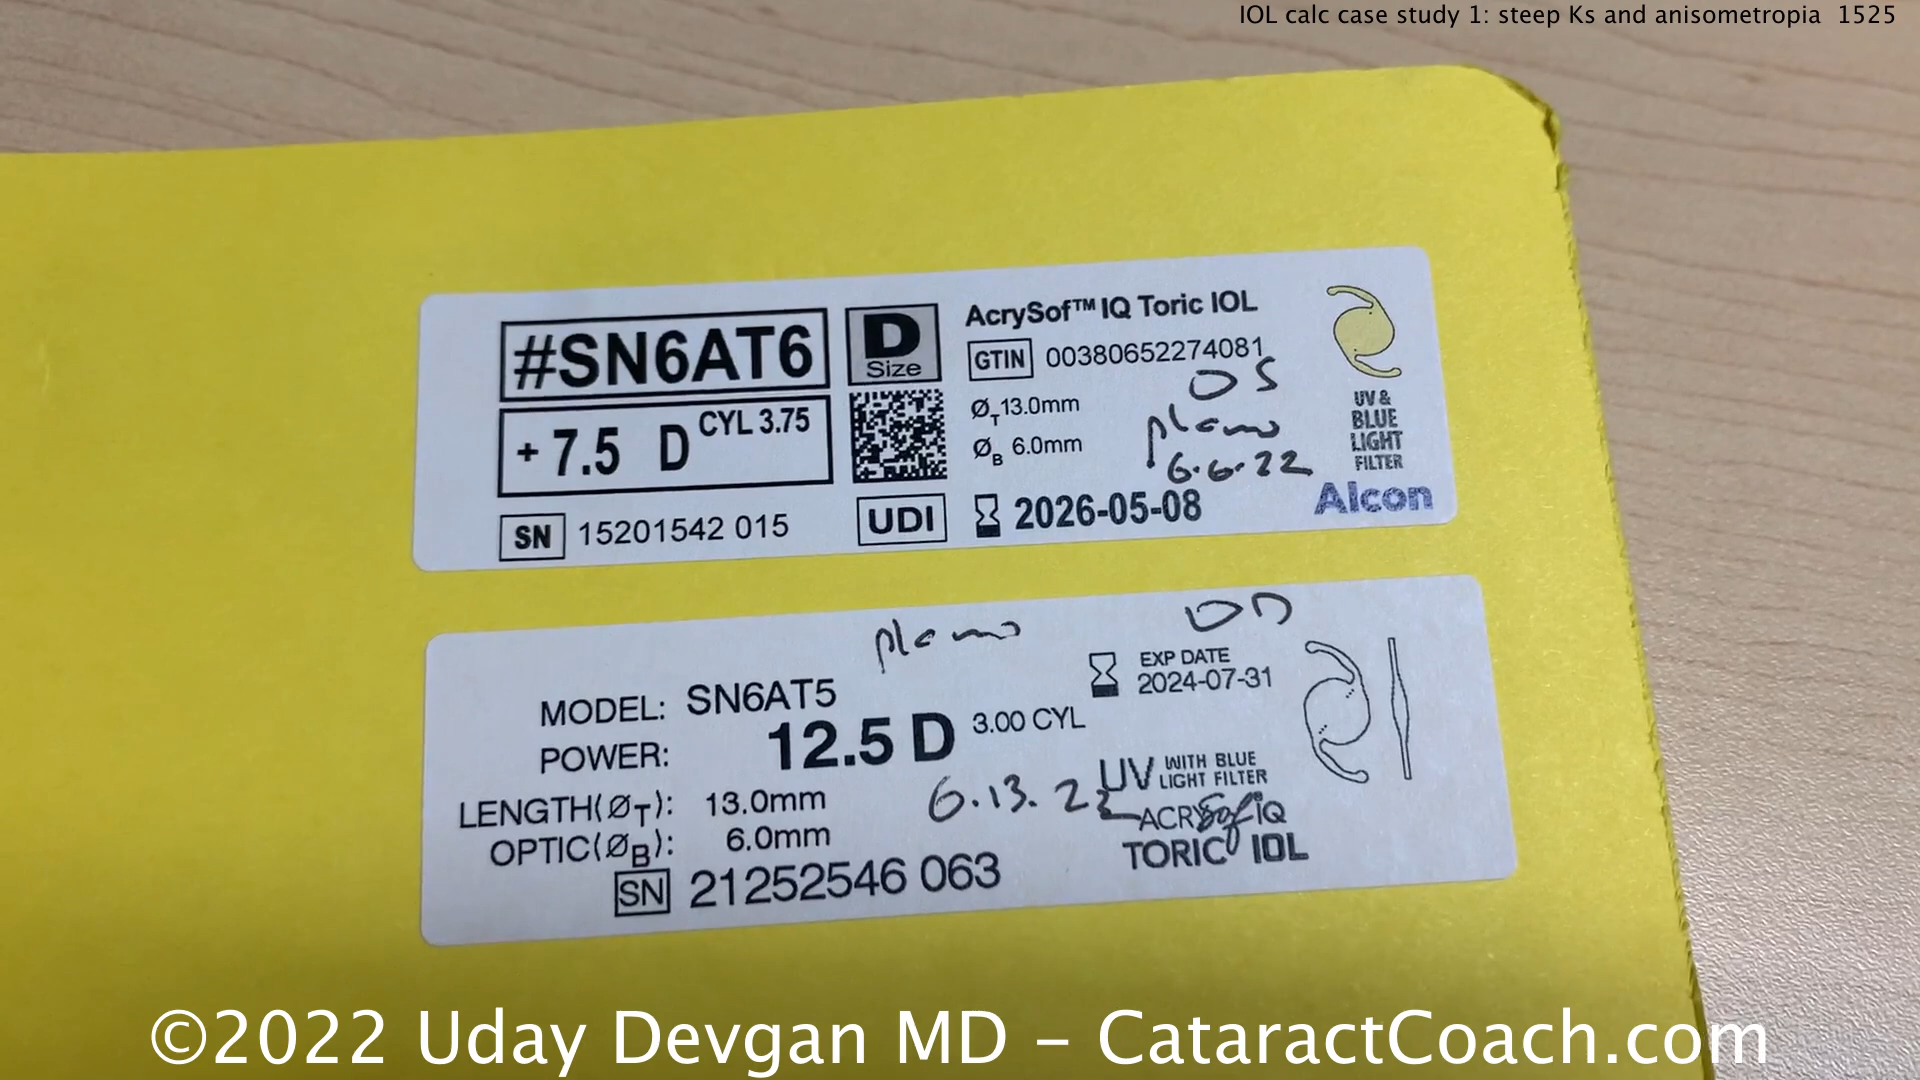 IOL calc case study 1: steep Ks and anisometropia 1525
#SN6AT6
D
Size
+ 7.5 D CYL 3.75
SN 15201542 015
UDI
AcrySof™ IQ Toric IOL
GTIN 00380652274081
OS
ØT 13.0mm
plano
ØB 6.0mm
6.6.22
2026-05-08
UV &
BLUE
LIGHT
FILTER
Alcon
plano OD
EXP DATE
2024-07-31
MODEL: SN6AT5
POWER: 12.5 D 3.00 CYL
UV WITH BLUE
LIGHT FILTER
LENGTH(ØT): 13.0mm
6.13.22
ACRYSof iQ
OPTIC(ØB): 6.0mm
TORIC IOL
SN 21252546 063
©2022 Uday Devgan MD – CataractCoach.com